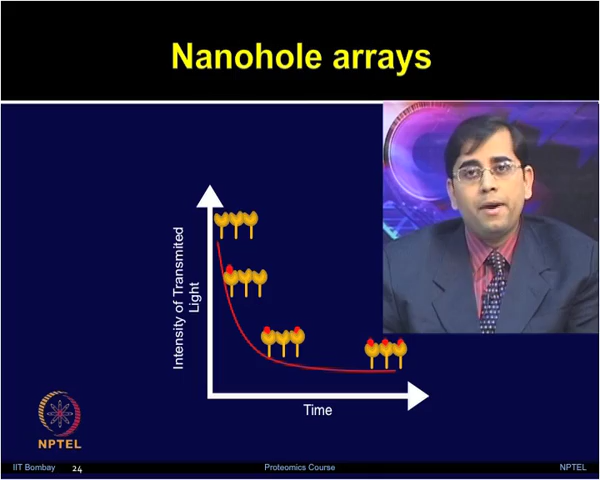 Nanohole arrays
Intensity of Transmited
Light
Time
NPTEL
IIT Bombay
24
Proteomics Course
NPTEL